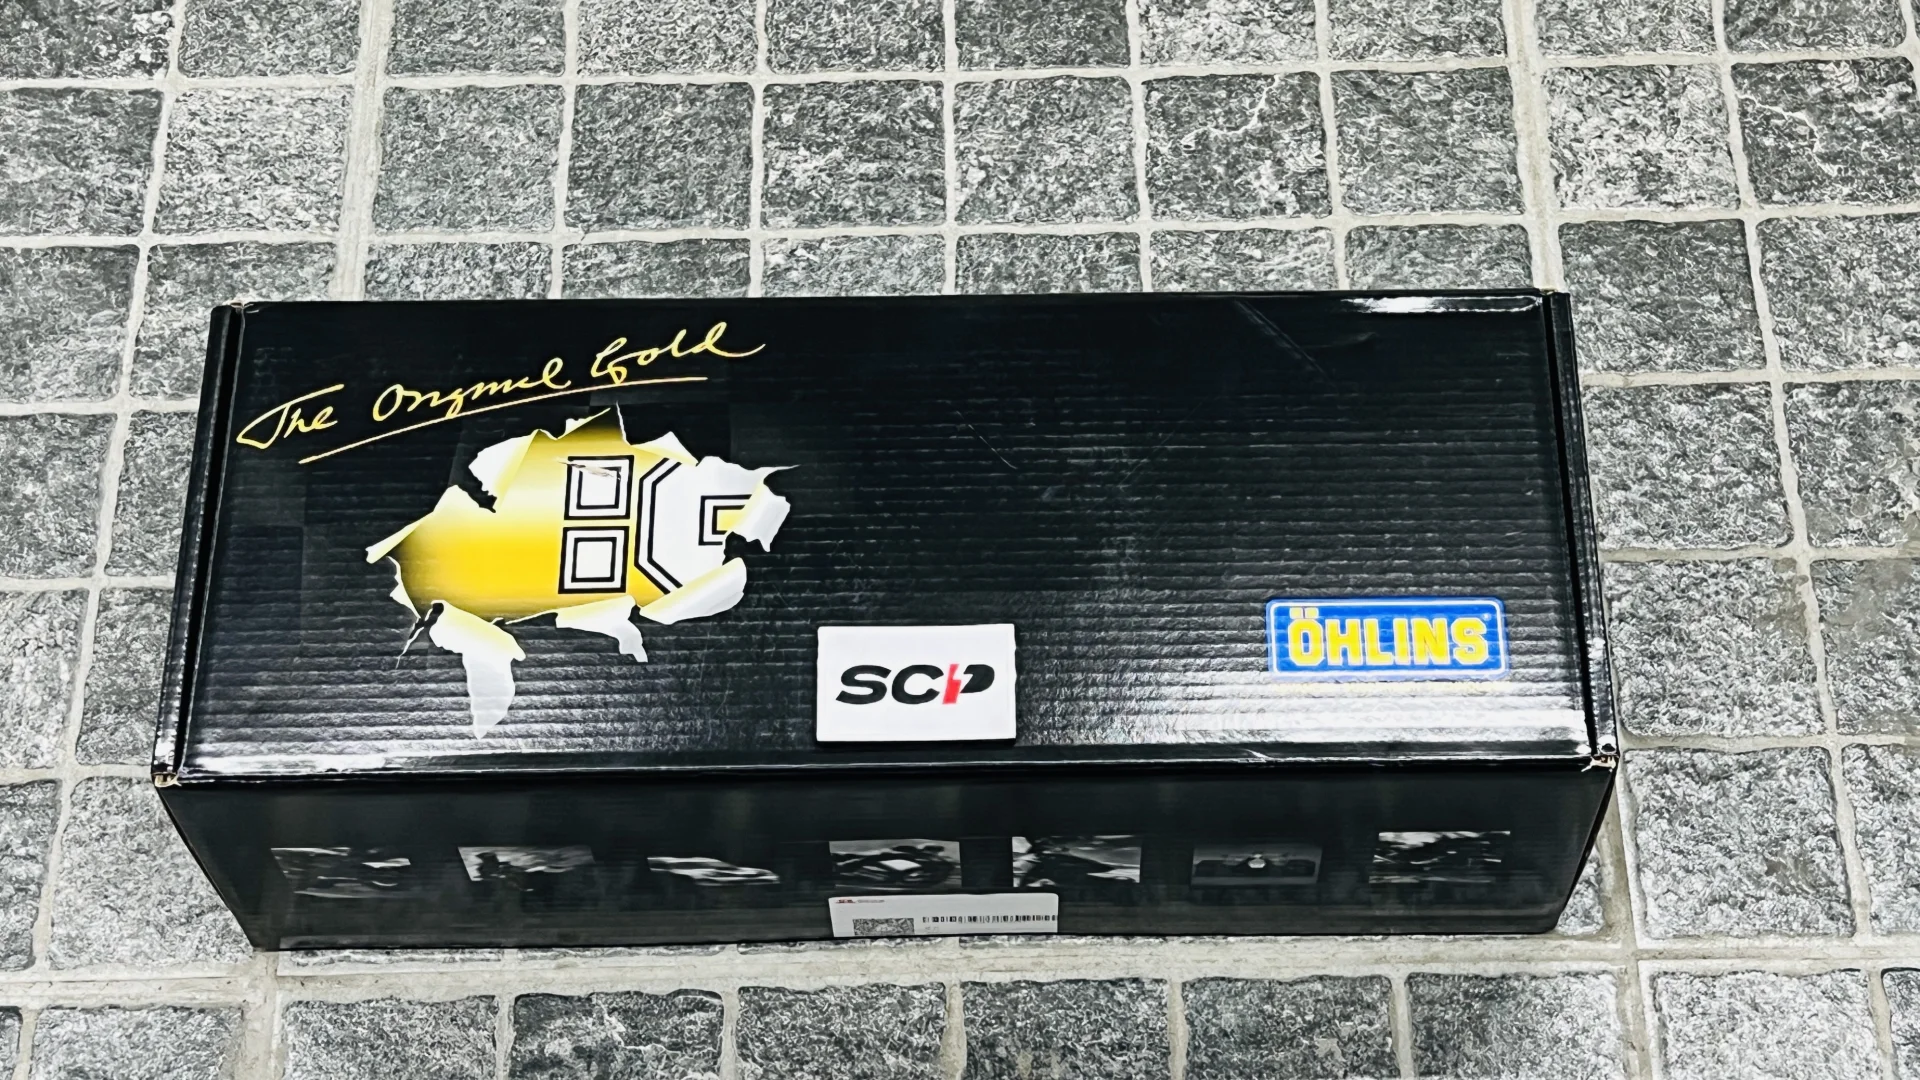 The Original Gold
SCP
ÖHLINS